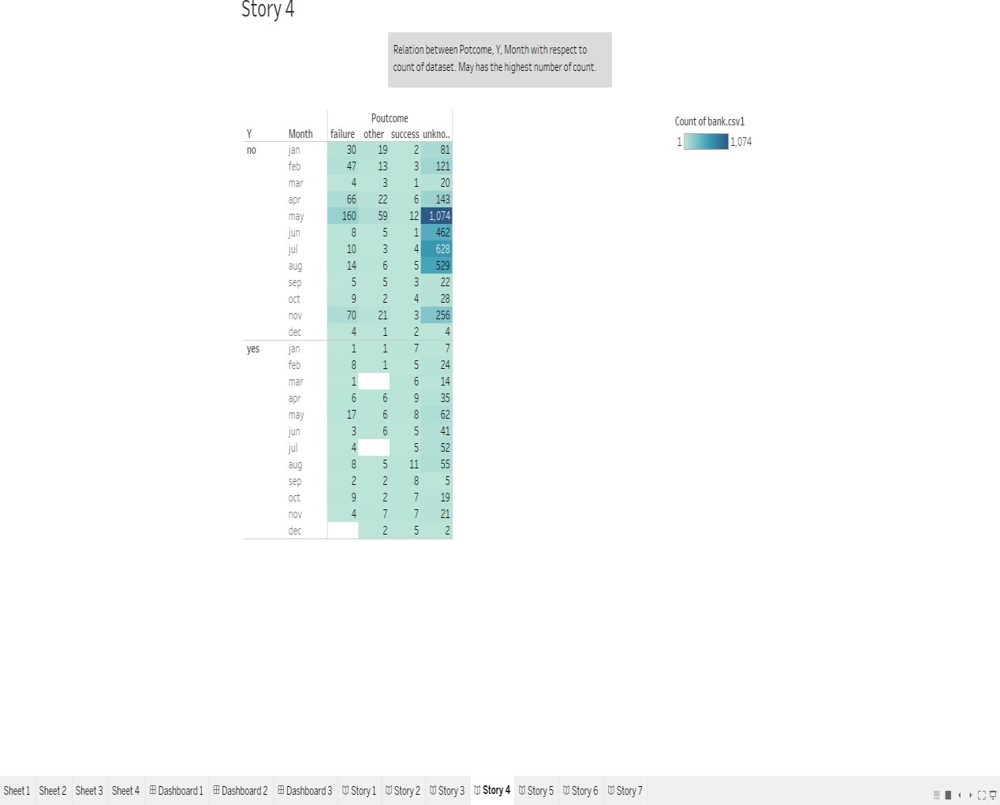 Story 4
Relation between Potcome, Y, Month with respect to
count of dataset. May has the highest number of count.
Poutcome
Y Month failure other success unkno..
no jan 30 19 2 81
feb 47 13 3 121
mar 4 3 1 20
apr 66 22 6 143
may 160 59 12 1,074
jun 8 5 1 462
jul 10 3 4 628
aug 14 6 5 529
sep 5 5 3 22
oct 9 2 4 28
nov 70 21 3 256
dec 4 1 2 4
yes jan 1 1 7 7
feb 8 1 5 24
mar 1 6 14
apr 6 6 9 35
may 17 6 8 62
jun 3 6 5 41
jul 4 5 52
aug 8 5 11 55
sep 2 2 8 5
oct 9 2 7 19
nov 4 7 7 21
dec 2 5 2
Count of bank.csv1
1 1,074
Sheet 1 Sheet 2 Sheet 3 Sheet 4 Dashboard 1 Dashboard 2 Dashboard 3 Story 1 Story 2 Story 3 Story 4 Story 5 Story 6 Story 7